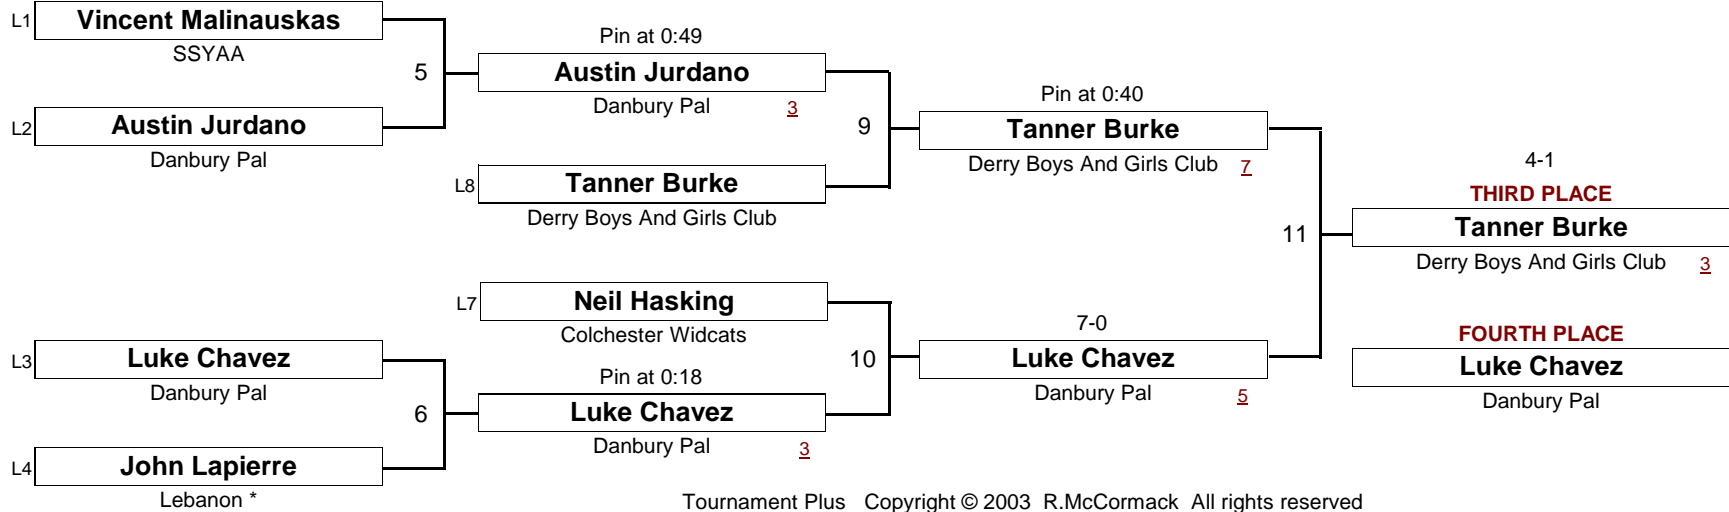 L1 Vincent Malinauskas
SSYAA
5
L2 Austin Jurdano
Danbury Pal
Pin at 0:49
Austin Jurdano
Danbury Pal 3
9
L8 Tanner Burke
Derry Boys And Girls Club
Pin at 0:40
Tanner Burke
Derry Boys And Girls Club 7
11
4-1
THIRD PLACE
Tanner Burke
Derry Boys And Girls Club 3
L7 Neil Hasking
Colchester Widcats
10
L3 Luke Chavez
Danbury Pal
6
L4 John Lapierre
Lebanon *
Pin at 0:18
Luke Chavez
Danbury Pal 3
7-0
Luke Chavez
Danbury Pal 5
FOURTH PLACE
Luke Chavez
Danbury Pal
Tournament Plus Copyright © 2003 R.McCormack All rights reserved